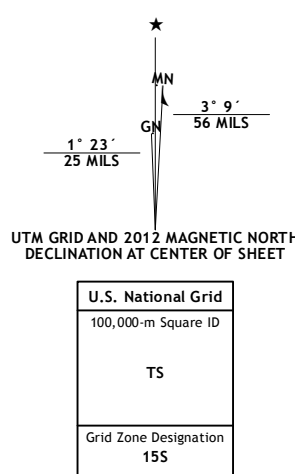 ★
MN
3° 9´
56 MILS
GN
1° 23´
25 MILS
UTM GRID AND 2012 MAGNETIC NORTH
DECLINATION AT CENTER OF SHEET
U.S. National Grid
100,000-m Square ID
TS
Grid Zone Designation
15S